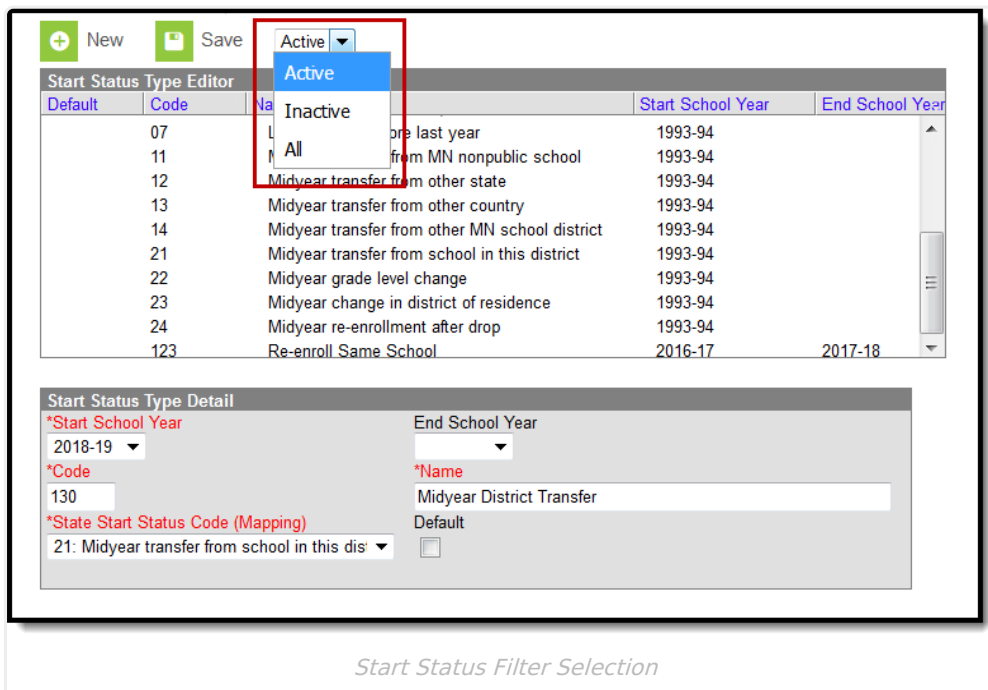 New Save Active
Active
Inactive
All
Start Status Type Editor
Default Code Na Start School Year End School Year
07 L ore last year 1993-94
11 from MN nonpublic school 1993-94
12 Midyear transfer from other state 1993-94
13 Midyear transfer from other country 1993-94
14 Midyear transfer from other MN school district 1993-94
21 Midyear transfer from school in this district 1993-94
22 Midyear grade level change 1993-94
23 Midyear change in district of residence 1993-94
24 Midyear re-enrollment after drop 1993-94
123 Re-enroll Same School 2016-17 2017-18
Start Status Type Detail
*Start School Year End School Year
2018-19
*Code *Name
130 Midyear District Transfer
*State Start Status Code (Mapping) Default
21: Midyear transfer from school in this dis
Start Status Filter Selection